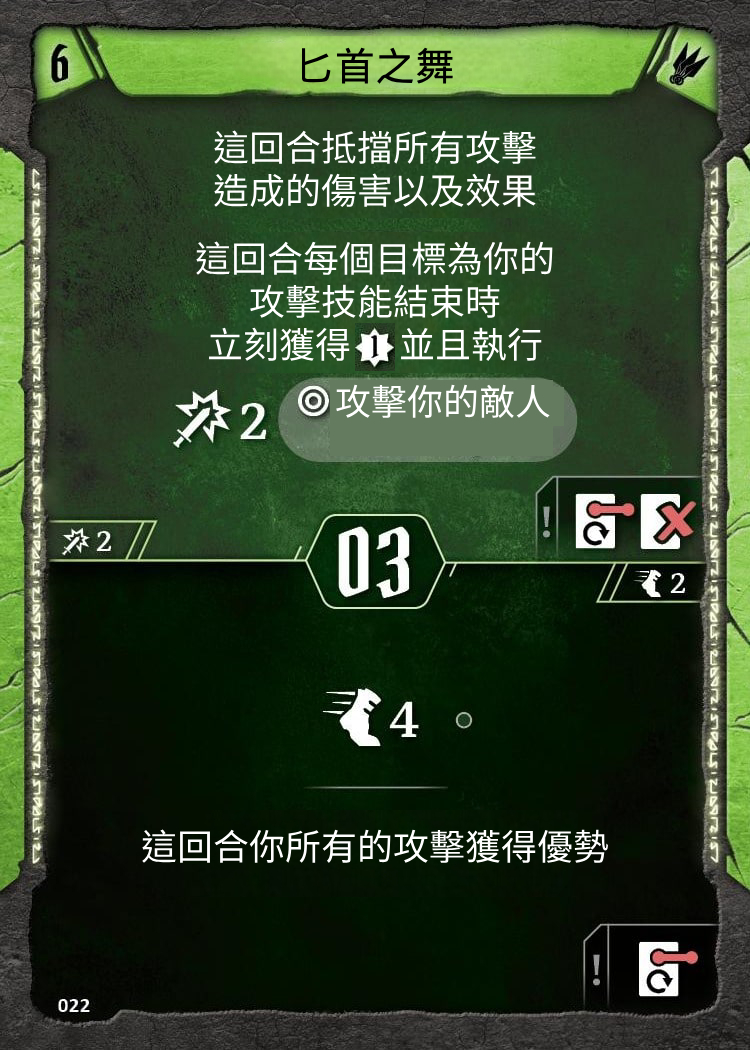 6
匕首之舞
這回合抵擋所有攻擊
造成的傷害以及效果
這回合每個目標為你的
攻擊技能結束時
立刻獲得 1 並且執行
2 攻擊你的敵人
!
2
03
2
4
這回合你所有的攻擊獲得優勢
!
022